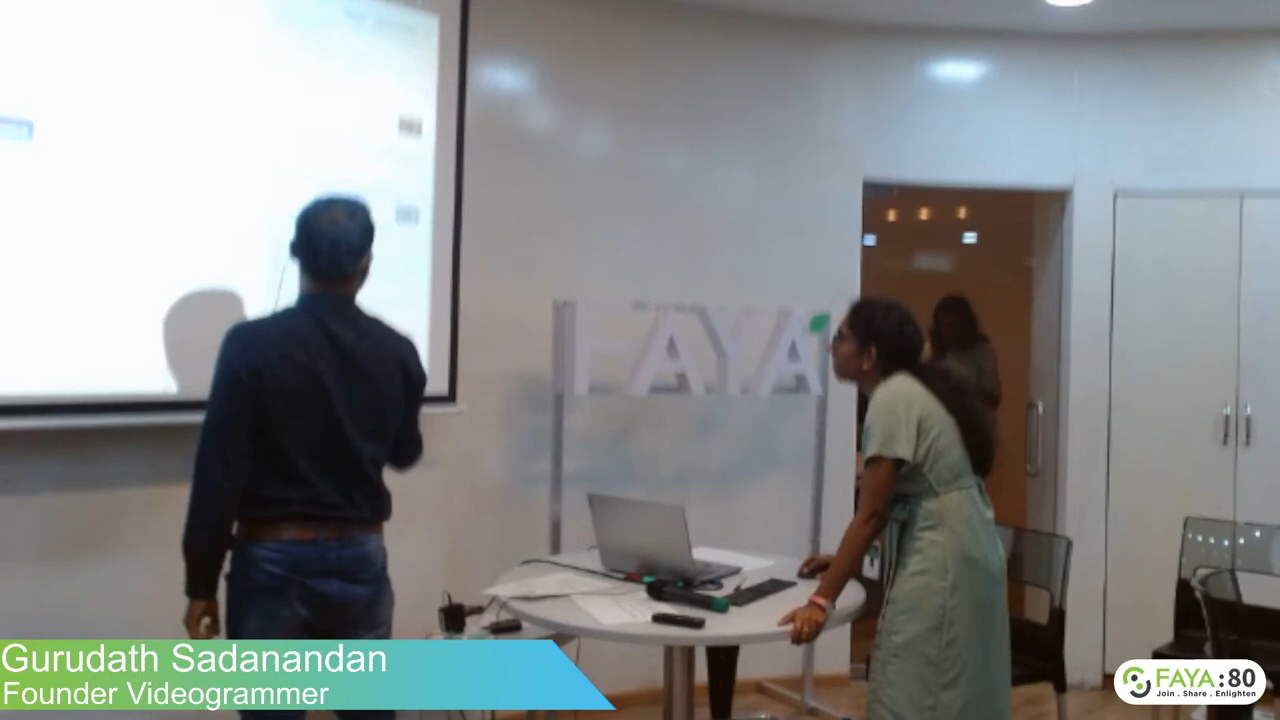 FAYA
Gurudath Sadanandan
Founder Videogrammer
FAYA:80
Join . Share . Enlighten